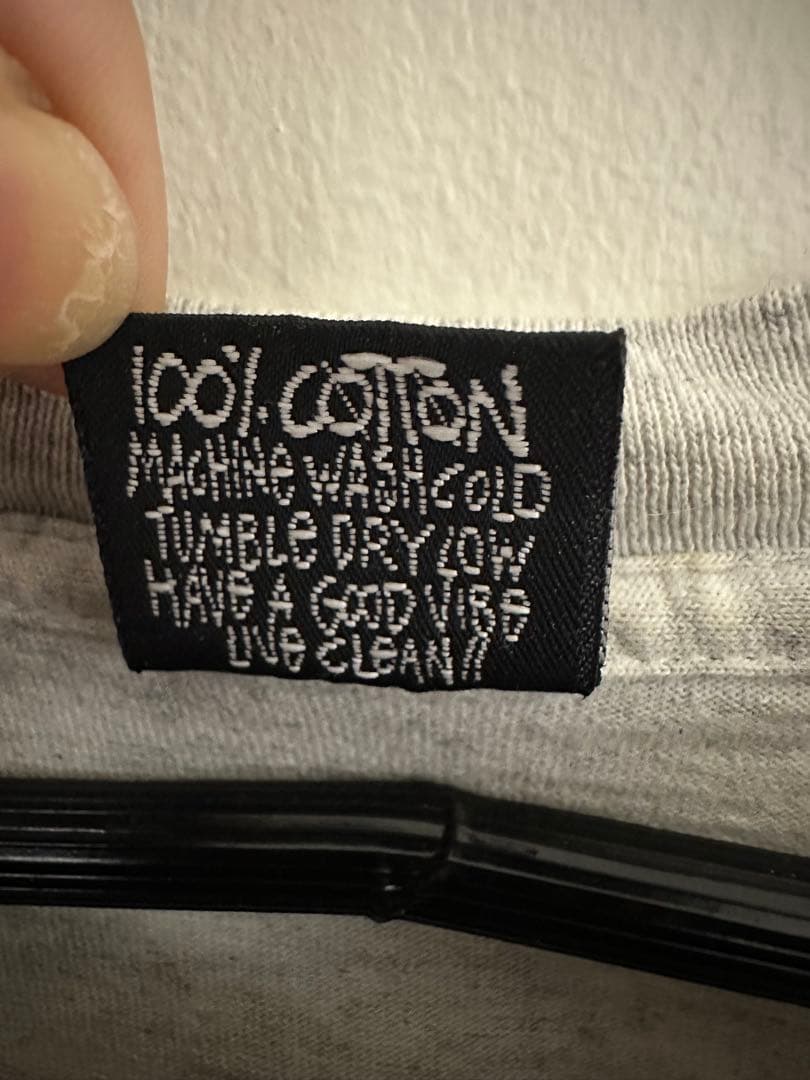 100% COTTON
MACHINE WASH COLD
TUMBLE DRY LOW
HAVE A GOOD VIBE
LIVE CLEAN!!